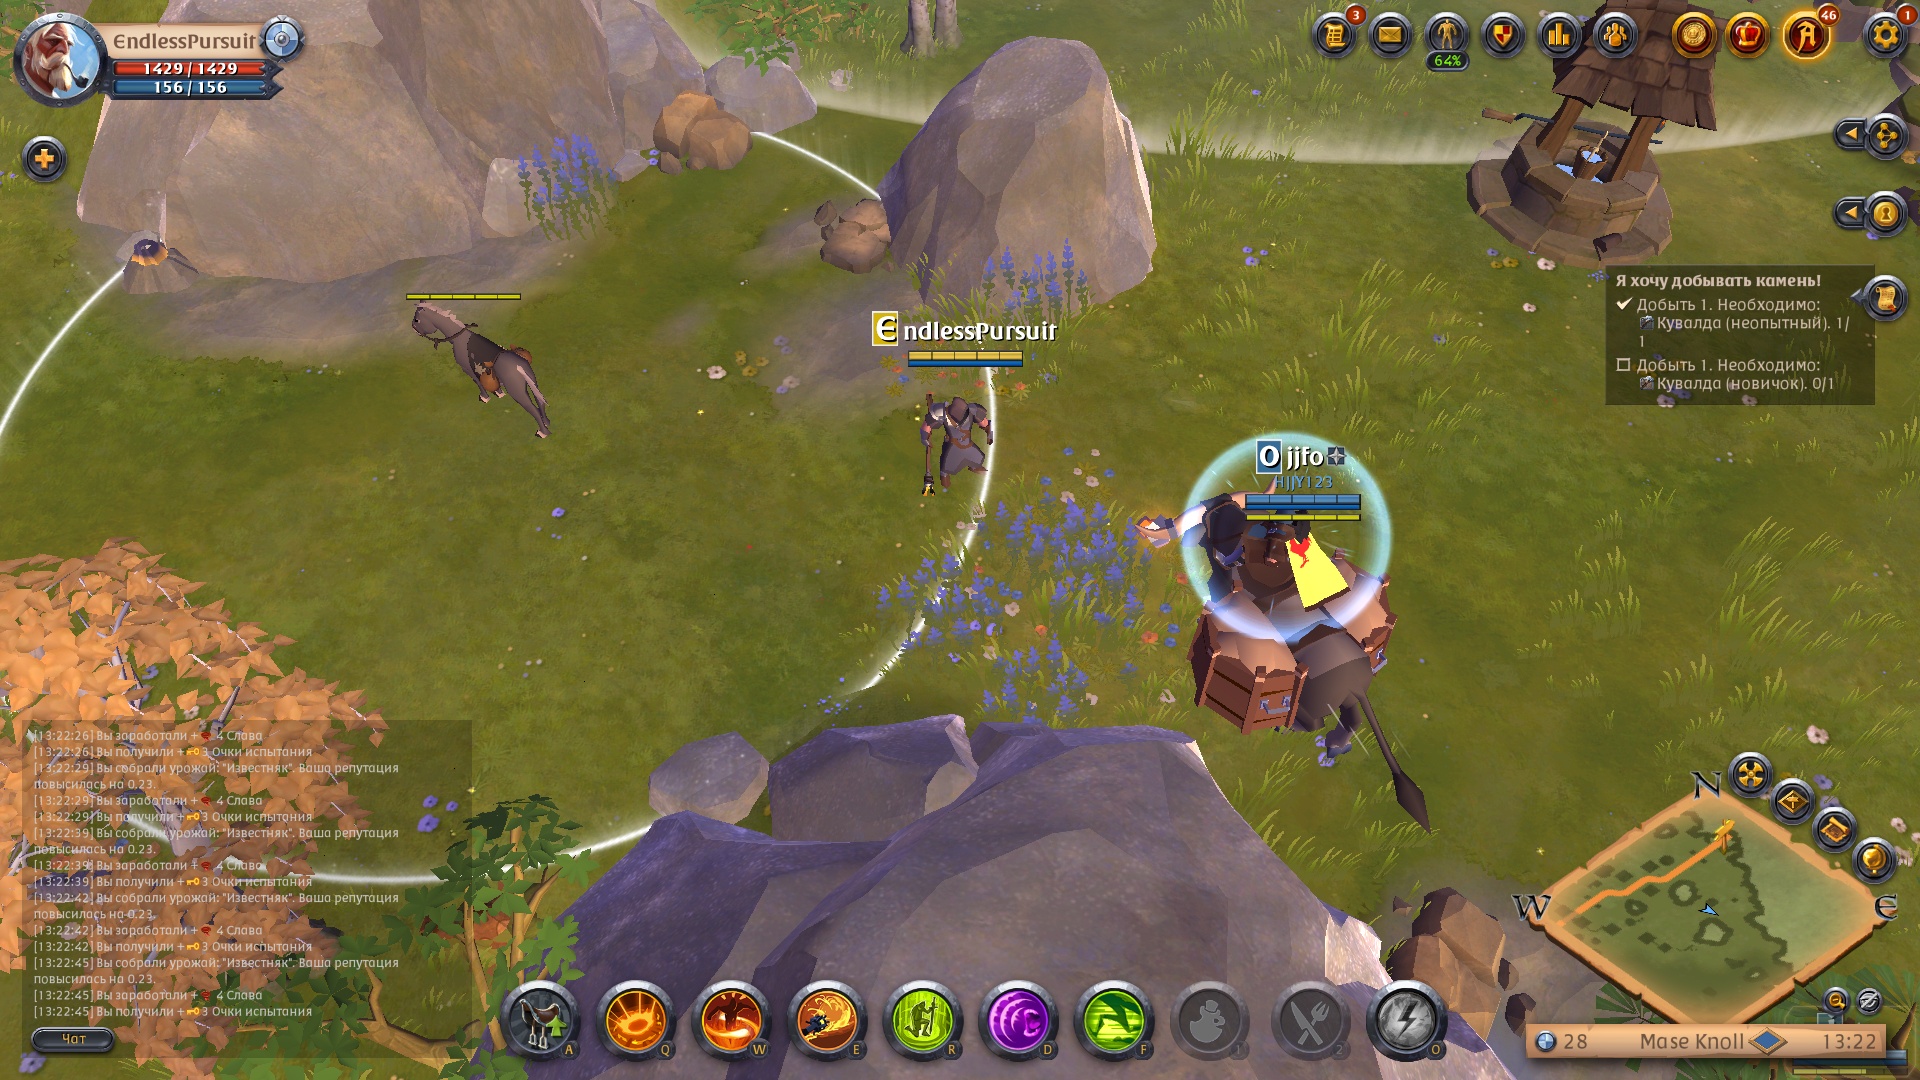 EndlessPursuit
1429 / 1429
156 / 156
3
64%
46
1
Я хочу добывать камень!
Добыть 1. Необходимо:
Кувалда (неопытный). 1/
1
Добыть 1. Необходимо:
Кувалда (новичок). 0/1
EndlessPursuit
Ojjfo
HJJY123
[13:22:26] Вы заработали + 4 Слава
[13:22:26] Вы получили + 3 Очки испытания
[13:22:29] Вы собрали урожай: "Известняк". Ваша репутация
повысилась на 0.23.
[13:22:29] Вы заработали + 4 Слава
[13:22:29] Вы получили + 3 Очки испытания
[13:22:39] Вы собрали урожай: "Известняк". Ваша репутация
повысилась на 0.23.
[13:22:39] Вы заработали + 4 Слава
[13:22:39] Вы получили + 3 Очки испытания
[13:22:42] Вы собрали урожай: "Известняк". Ваша репутация
повысилась на 0.23.
[13:22:42] Вы заработали + 4 Слава
[13:22:42] Вы получили + 3 Очки испытания
[13:22:45] Вы собрали урожай: "Известняк". Ваша репутация
повысилась на 0.23.
[13:22:45] Вы заработали + 4 Слава
[13:22:45] Вы получили + 3 Очки испытания
Чат
A Q W E R D F 1 2 O
N
W E
28 Mase Knoll 13:22